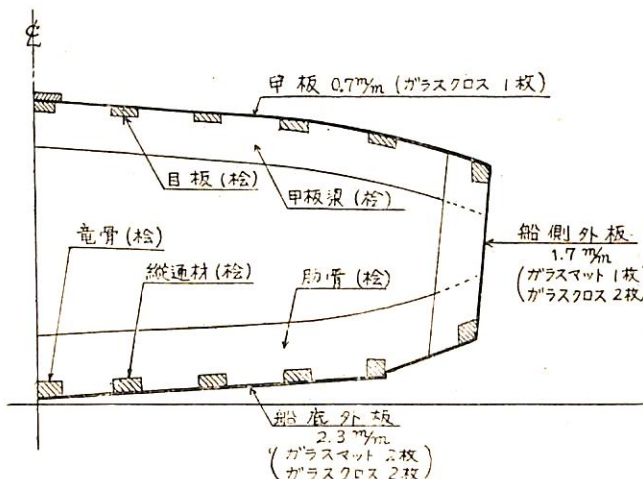 ℄
甲板 0.7m/m (ガラスクロス 1枚)
目板 (桧)
甲板梁 (桧)
竜骨 (桧)
縦通材 (桧)
肋骨 (桧)
船側外板
1.7 m/m
(ガラスマット 1枚
ガラスクロス 2枚)
船底外板
2.3 m/m
(ガラスマット 2枚)
ガラスクロス 2枚